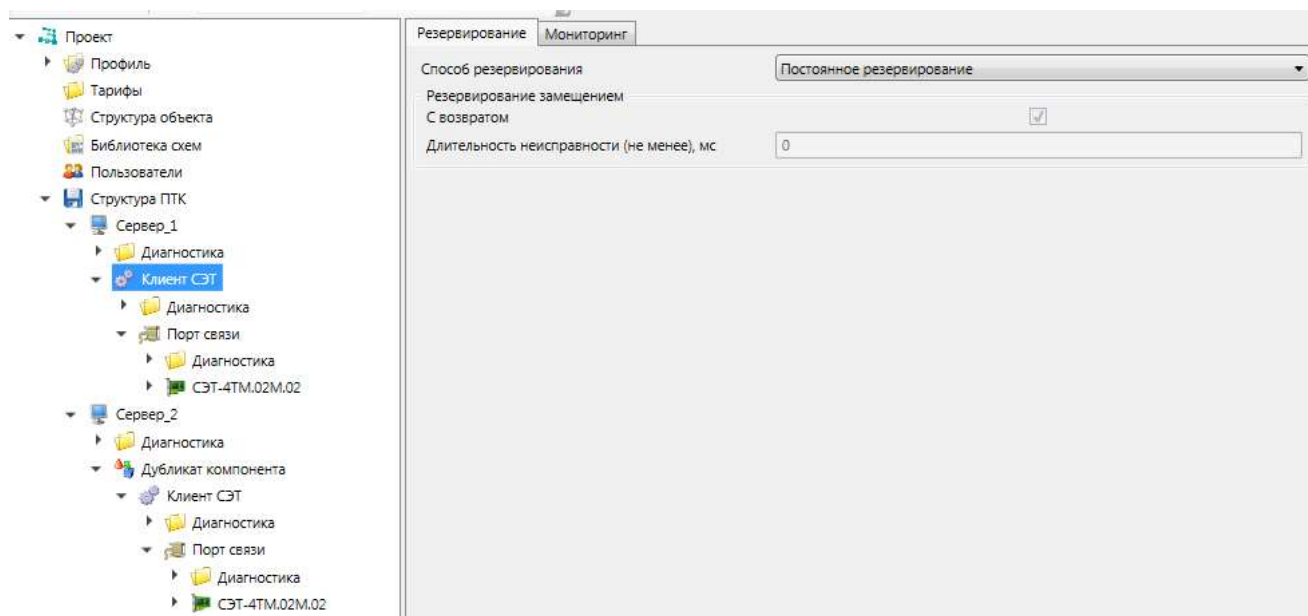 Проект
Профиль
Тарифы
Структура объекта
Библиотека схем
Пользователи
Структура ПТК
Сервер_1
Диагностика
Клиент СЭТ
Диагностика
Порт связи
Диагностика
СЭТ-4ТМ.02М.02
Сервер_2
Диагностика
Дубликат компонента
Клиент СЭТ
Диагностика
Порт связи
Диагностика
СЭТ-4ТМ.02М.02
Резервирование Мониторинг
Способ резервирования Постоянное резервирование
Резервирование замещением
С возвратом
Длительность неисправности (не менее), мс 0